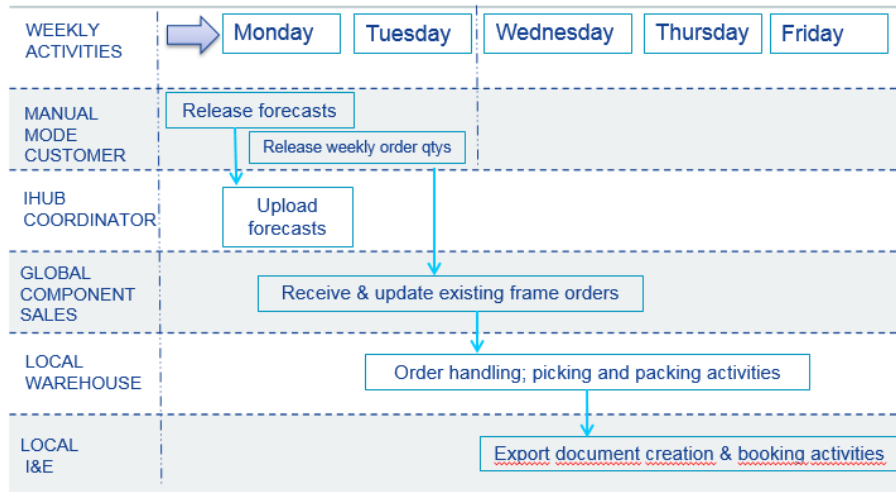 WEEKLY
ACTIVITIES
Monday
Tuesday
Wednesday
Thursday
Friday
MANUAL
MODE
CUSTOMER
Release forecasts
Release weekly order qtys
IHUB
COORDINATOR
Upload
forecasts
GLOBAL
COMPONENT
SALES
Receive & update existing frame orders
LOCAL
WAREHOUSE
Order handling; picking and packing activities
LOCAL
I&E
Export document creation & booking activities